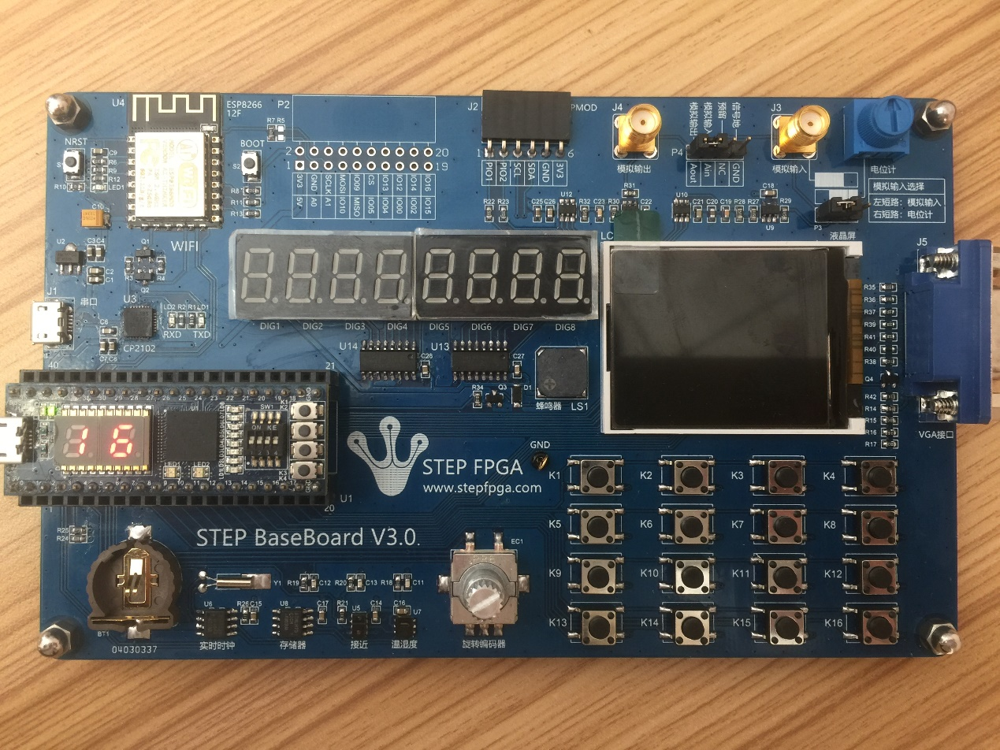 U4
ESP8266
12F
P2
J2
PMOD
J4
模拟输出
模拟输入
预留
信号地
J3
NRST
S1
C9
R6
R9
R12
R10
LED1
R7 R5
BOOT
S2
R8
R11
R13
2
20
1
19
3V3
GND
SCLK
MOSI
IO09
CS
IO13
IO12
IO14
IO16
5V
A0
A1
IO10
MISO
IO05
IO04
IO00
IO02
IO15
1
6
PIO1
PIO2
SCL
SDA
GND
3V3
模拟输出
P4
Aout
Ain
NC
GND
模拟输入
电位计
模拟输入选择
左短路：模拟输入
右短路：电位计
P3
液晶屏
C10
U2
C3 C4
C2
C1
Q1
R3
R4
Q2
WIFI
R22 R23
C25 C26
U12
R32 C23 R30
R31
C22
U10
C21 C20 C19 P28 R27
C18
U9
R29
LC
J5
J1
串口
U3
CP2102
C6
C7 C8
LD2 R2 R1 LD1
RXD TXD
DIG1 DIG2 DIG3 DIG4 DIG5 DIG6 DIG7 DIG8
U14
C28
U13
C27
R34
Q3
D1
蜂鸣器
LS1
R35
R36
R37
R39
R41
R40
R38
Q4
R42
R14
R15
R16
R17
VGA接口
40
21
SW1
K1
K2
K3
K4
16
LED1
LED2
U1
20
STEP FPGA
www.stepfpga.com
GND
K1 K2 K3 K4
K5 K6 K7 K8
K9 K10 K11 K12
K13 K14 K15 K16
R25
R24
STEP BaseBoard V3.0.
EC1
旋转编码器
BT1
04030337
Y1
R19
C12
R20
C13
R18
C11
U6
R26 C15
U8
C17
R21
U5
C14
C16
U7
实时时钟
存储器
接近
温湿度